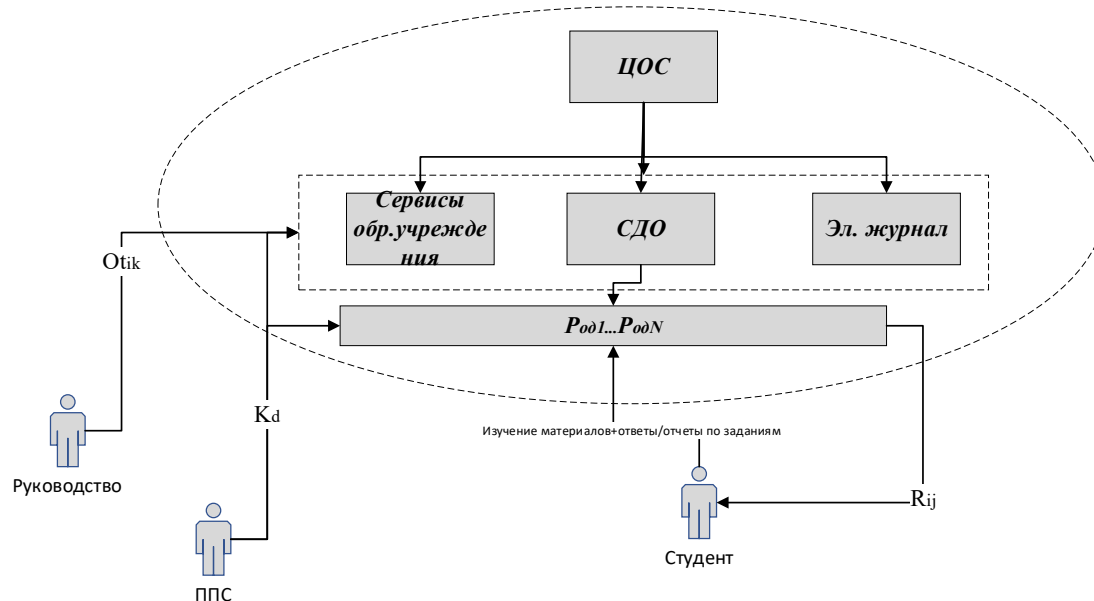 ЦОС
Сервисы
обр.учрежде
ния
СДО
Эл. журнал
Otik
Pод1...PодN
Kd
Изучение материалов+ответы/отчеты по заданиям
Руководство
Rij
Студент
ППС